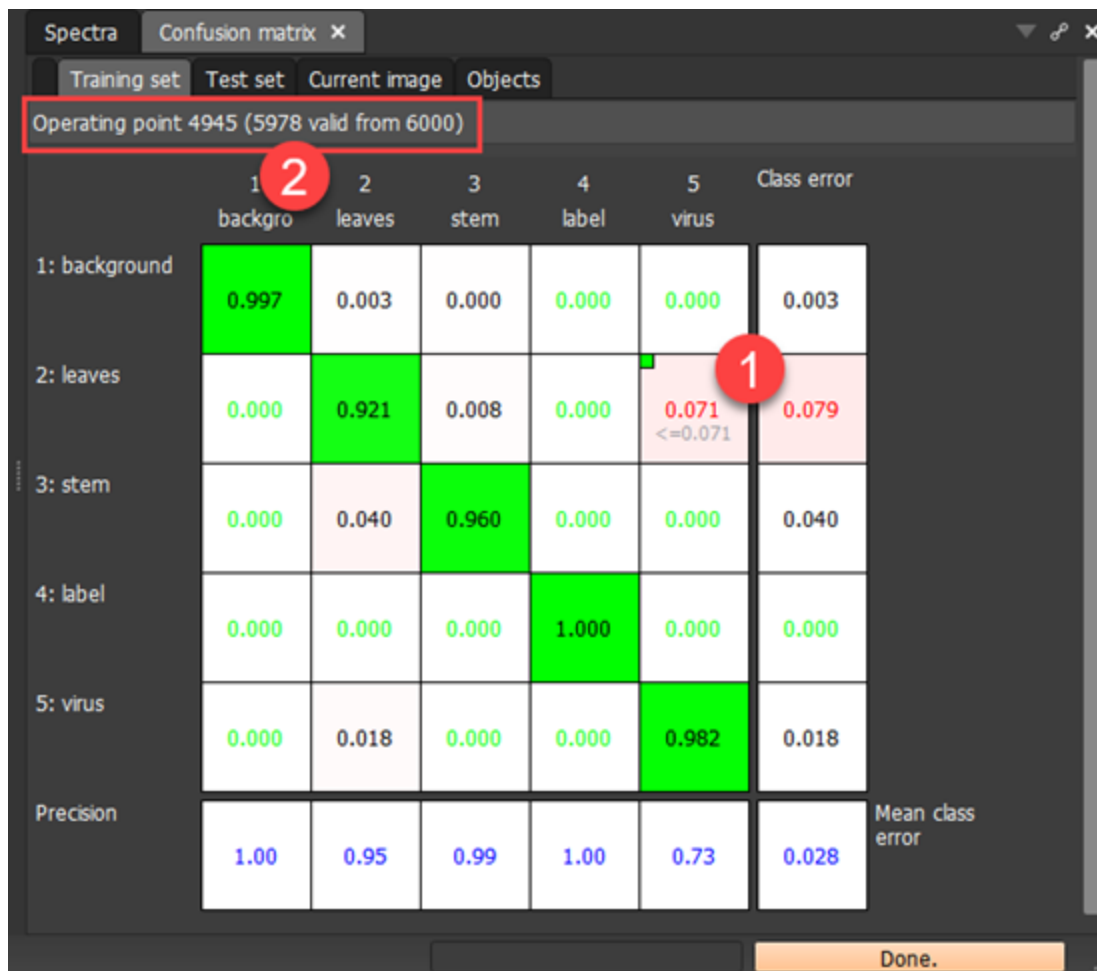 Spectra Confusion matrix ×
Training set Test set Current image Objects
Operating point 4945 (5978 valid from 6000)
2
1 2 3 4 5 Class error
backgro leaves stem label virus
1: background 0.997 0.003 0.000 0.000 0.000 0.003
1
2: leaves 0.000 0.921 0.008 0.000 0.071 0.079
<=0.071
3: stem 0.000 0.040 0.960 0.000 0.000 0.040
4: label 0.000 0.000 0.000 1.000 0.000 0.000
5: virus 0.000 0.018 0.000 0.000 0.982 0.018
Precision 1.00 0.95 0.99 1.00 0.73 0.028 Mean class
error
Done.